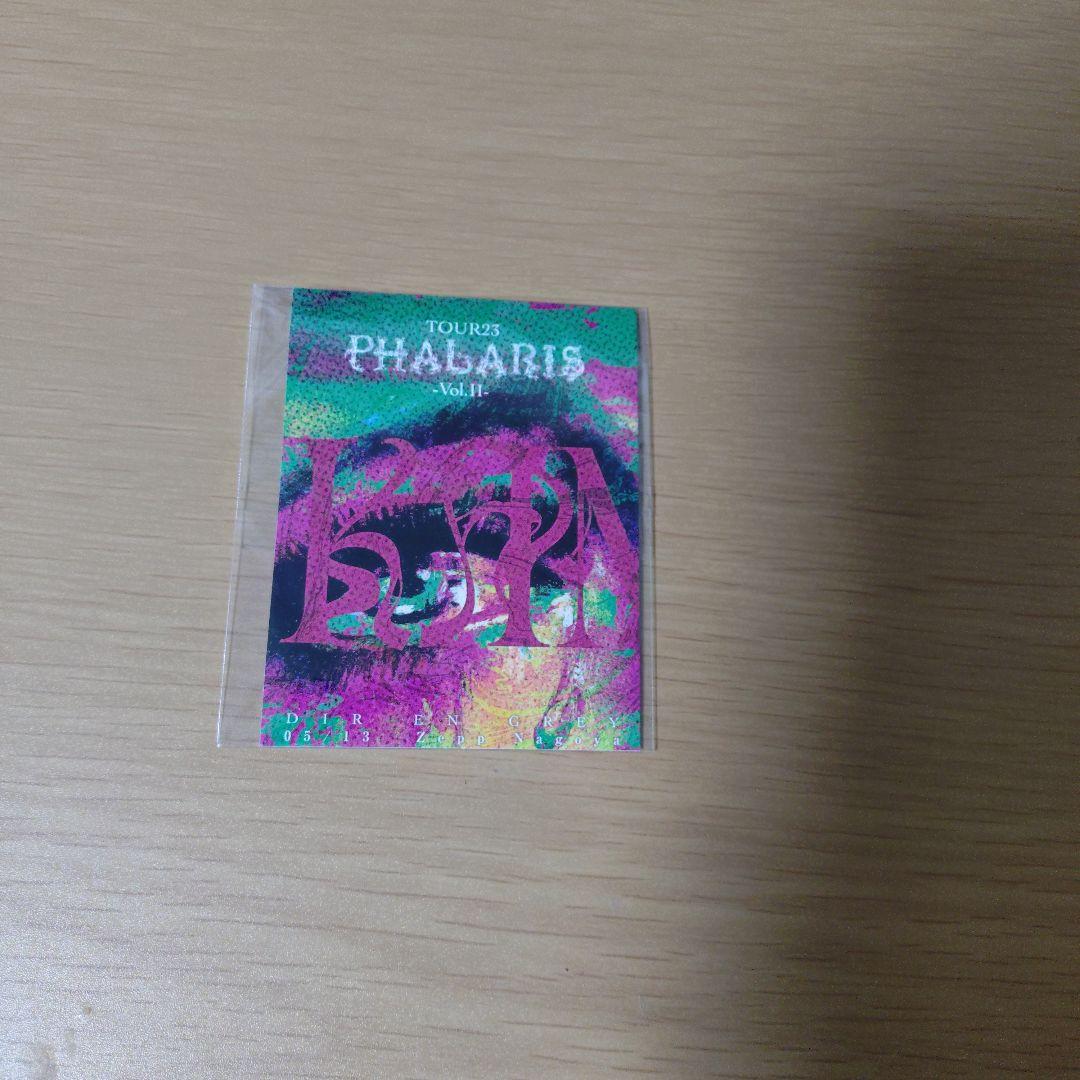 TOUR23
PHALARIS
-Vol.II-
DIR EN GREY
05/13: Zepp Nagoya